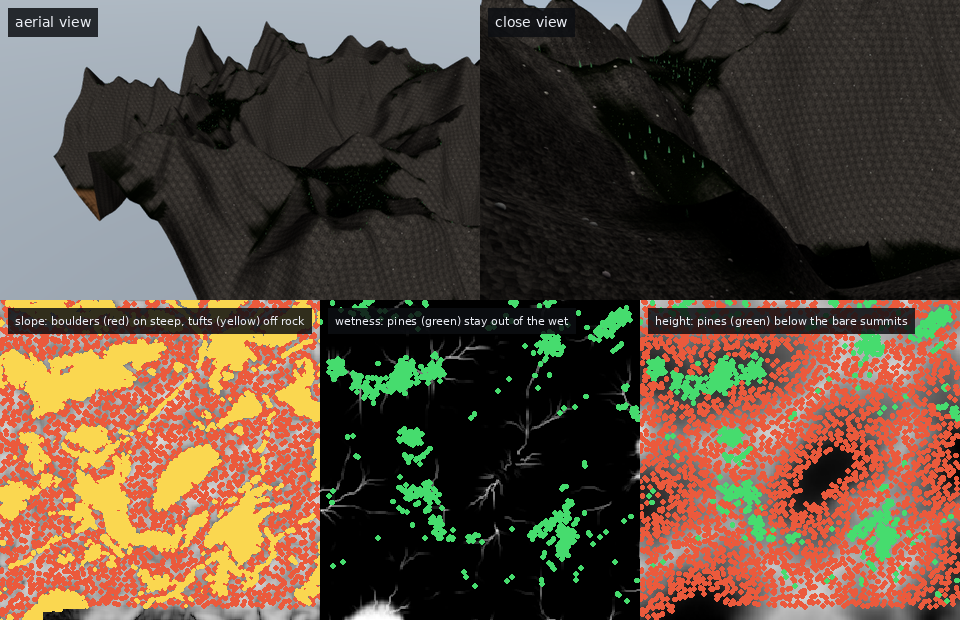 aerial view
close view
slope: boulders (red) on steep, tufts (yellow) off rock
wetness: pines (green) stay out of the wet
height: pines (green) below the bare summits